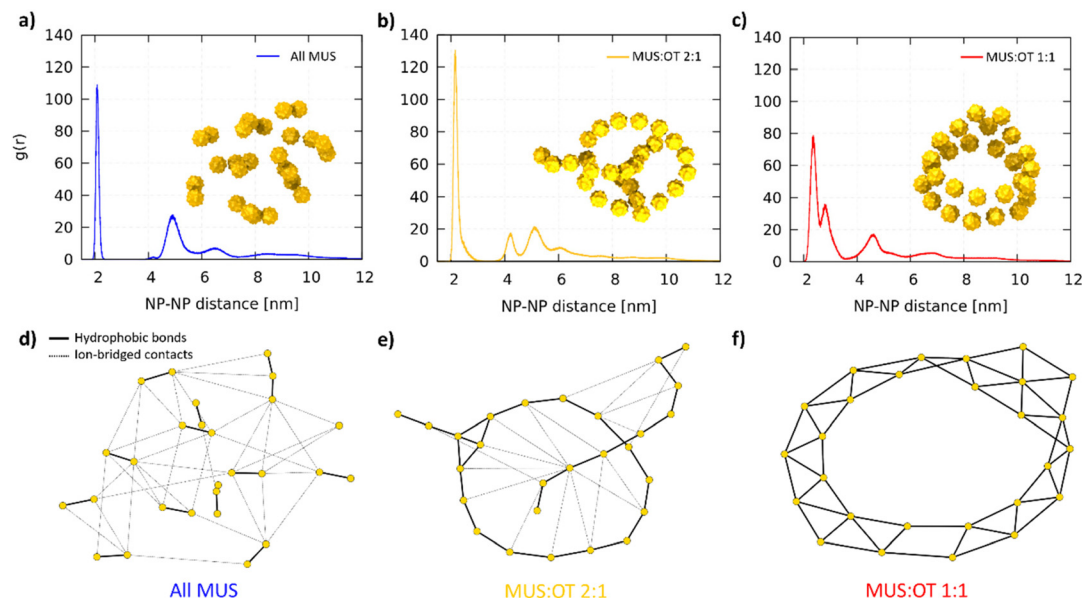 a)
140
120
100
80
60
40
20
0
g(r)
All MUS
2
4
6
8
10
12
NP-NP distance [nm]
b)
140
120
100
80
60
40
20
0
MUS:OT 2:1
2
4
6
8
10
12
NP-NP distance [nm]
c)
140
120
100
80
60
40
20
0
MUS:OT 1:1
2
4
6
8
10
12
NP-NP distance [nm]
d)
Hydrophobic bonds
Ion-bridged contacts
e)
f)
All MUS
MUS:OT 2:1
MUS:OT 1:1